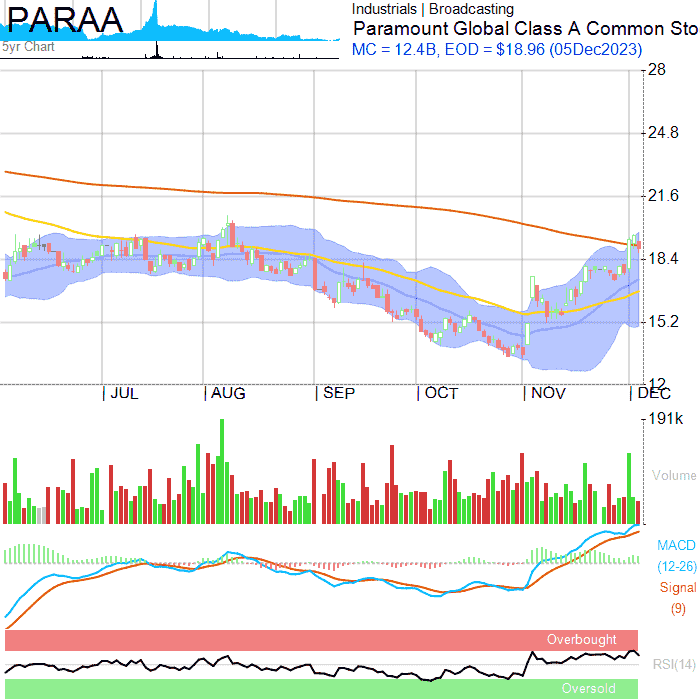 PARAA
5yr Chart
Industrials | Broadcasting
Paramount Global Class A Common Sto
MC = 12.4B, EOD = $18.96 (05Dec2023)
28
24.8
21.6
18.4
15.2
12
JUL
AUG
SEP
OCT
NOV
DEC
191k
Volume
MACD
(12-26)
Signal
(9)
Overbought
RSI(14)
Oversold